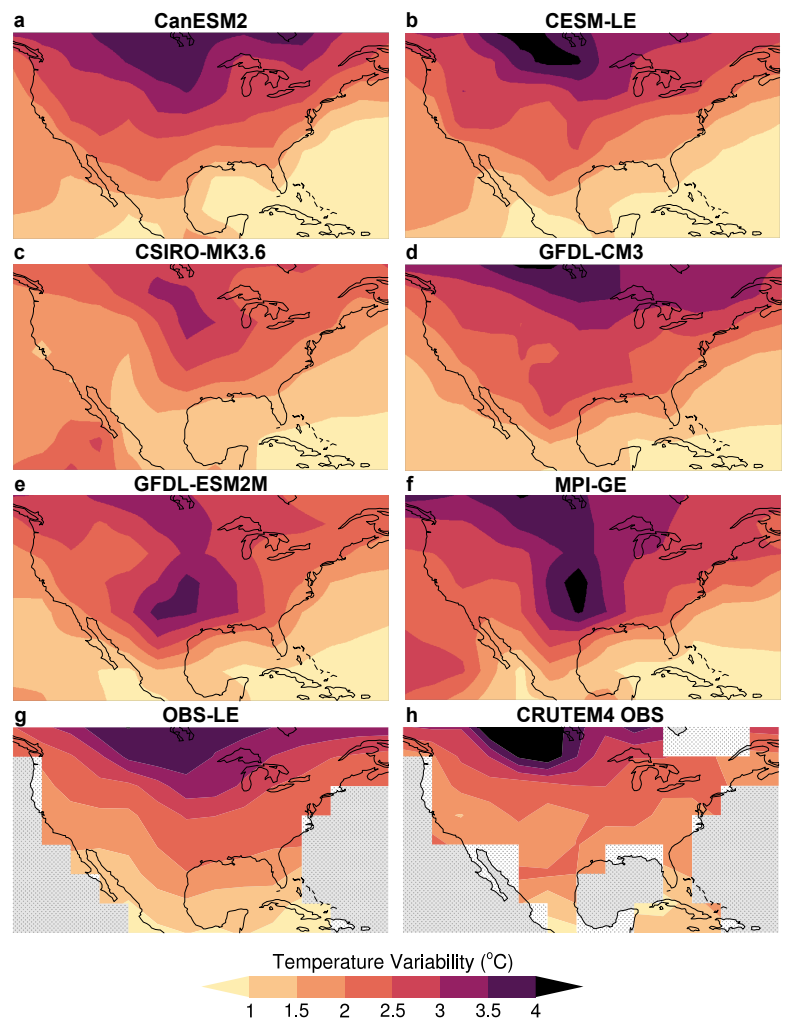 a CanESM2
b CESM-LE
c CSIRO-MK3.6
d GFDL-CM3
e GFDL-ESM2M
f MPI-GE
g OBS-LE
h CRUTEM4 OBS
Temperature Variability (°C)
1 1.5 2 2.5 3 3.5 4